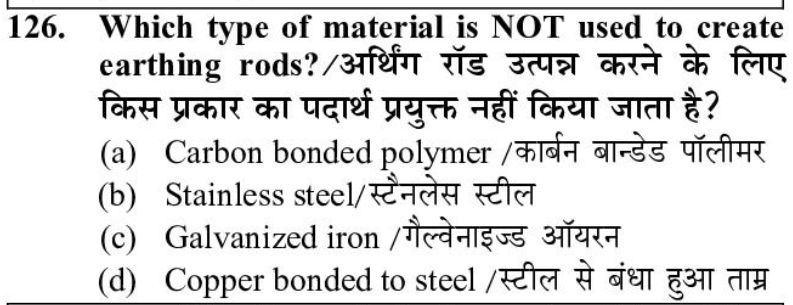 126. Which type of material is NOT used to create
earthing rods?/अर्थिंग रॉड उत्पन्न करने के लिए
किस प्रकार का पदार्थ प्रयुक्त नहीं किया जाता है?
(a) Carbon bonded polymer /कार्बन बान्डेड पॉलीमर
(b) Stainless steel/स्टैनलेस स्टील
(c) Galvanized iron /गैल्वेनाइज्ड ऑयरन
(d) Copper bonded to steel /स्टील से बंधा हुआ ताम्र